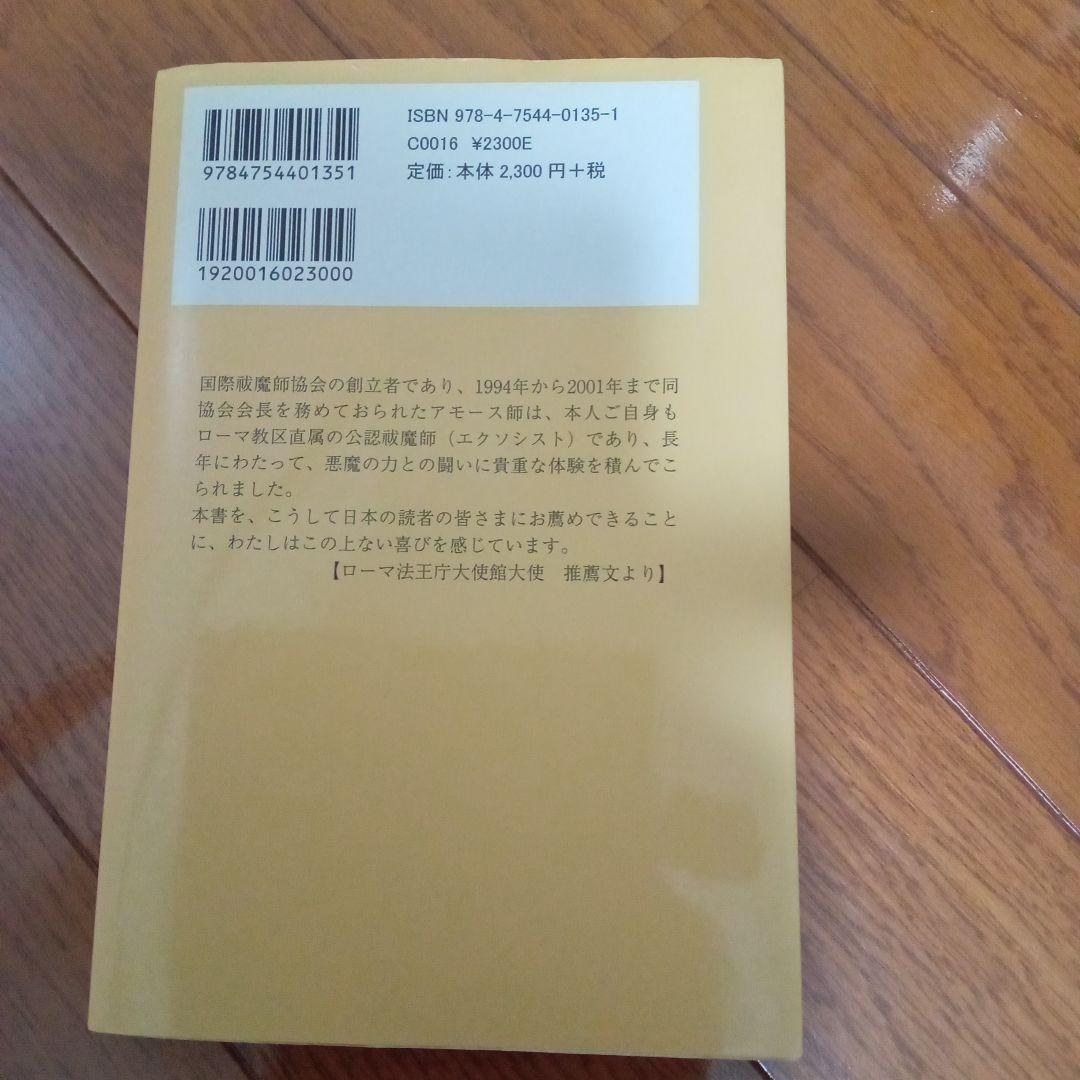 9784754401351
ISBN 978-4-7544-0135-1
C0016 ¥2300E
定価：本体 2,300 円＋税
1920016023000
国際祓魔師協会の創立者であり、1994年から2001年まで同
協会会長を務めておられたアモース師は、本人ご自身も
ローマ教区直属の公認祓魔師（エクソシスト）であり、長
年にわたって、悪魔の力との闘いに貴重な体験を積んでこ
られました。
本書を、こうして日本の読者の皆さまにお薦めできること
に、わたしはこの上ない喜びを感じています。
【ローマ法王庁大使館大使　推薦文より】